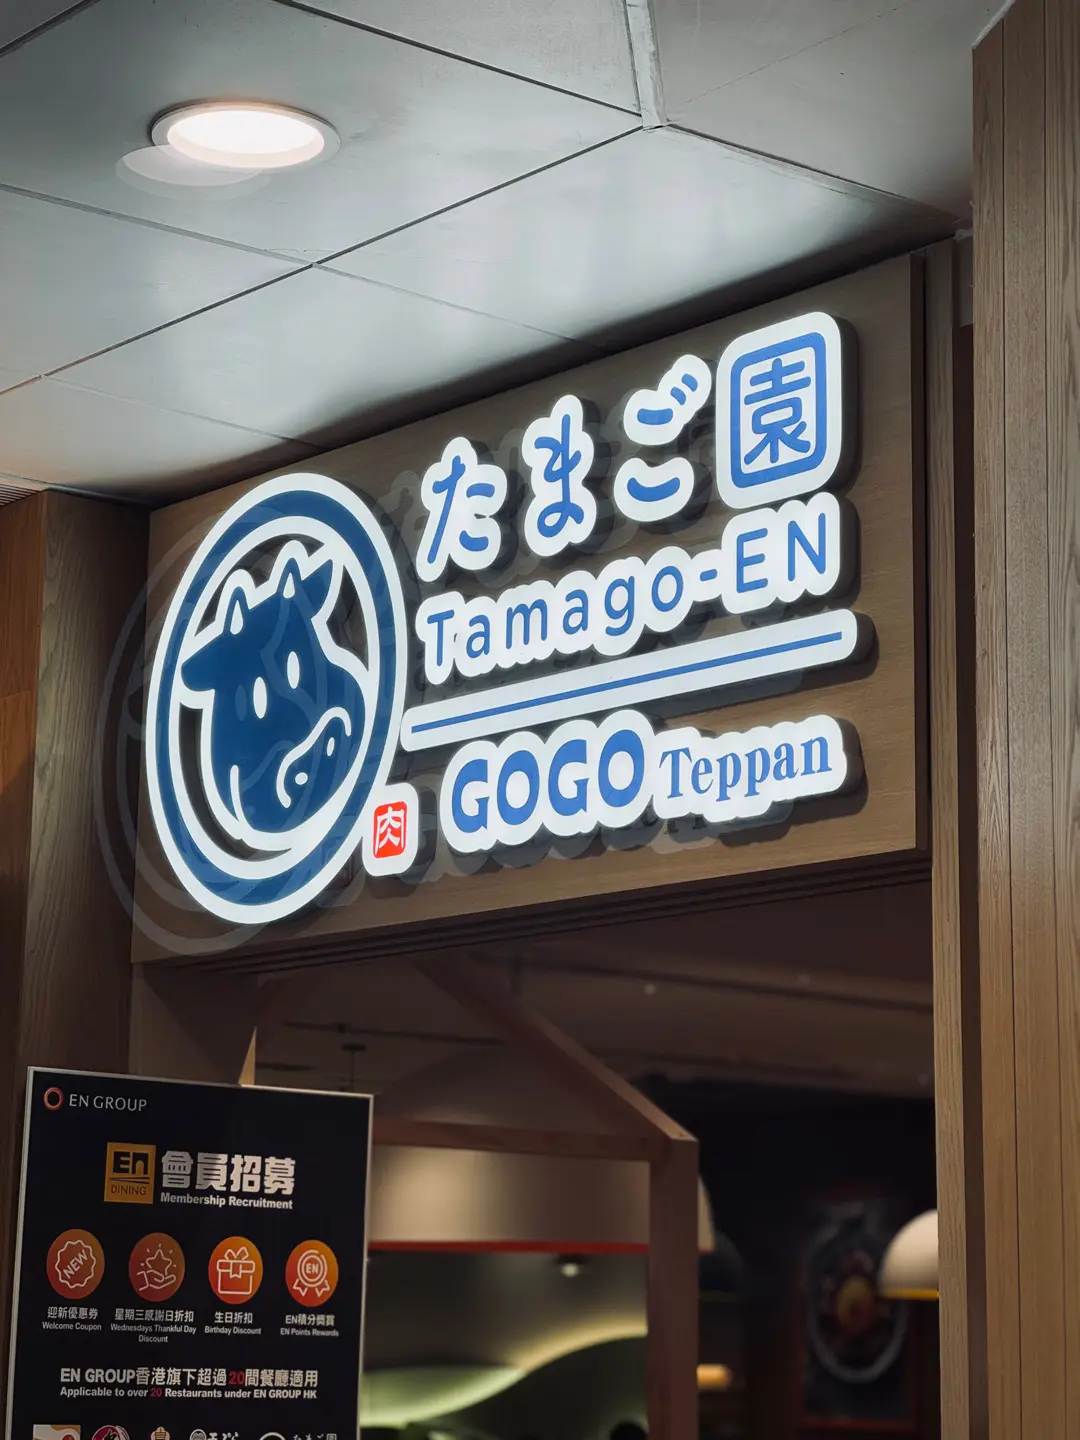 たまご園
Tamago-EN
GOGO Teppan
肉
EN GROUP
En
DINING
會員招募
Membership Recruitment
NEW
EN
迎新優惠券
Welcome Coupon
星期三感謝日折扣
Wednesdays Thankful Day
Discount
生日折扣
Birthday Discount
EN積分獎賞
EN Points Rewards
EN GROUP香港旗下超過20間餐廳適用
Applicable to over 20 Restaurants under EN GROUP HK
たまご園